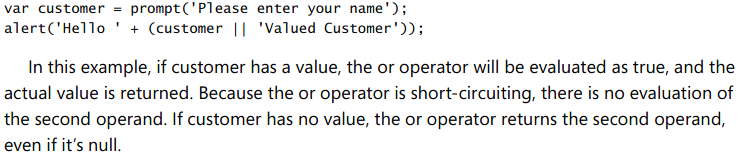 var customer = prompt('Please enter your name');
alert('Hello ' + (customer || 'Valued Customer'));
In this example, if customer has a value, the or operator will be evaluated as true, and the
actual value is returned. Because the or operator is short-circuiting, there is no evaluation of
the second operand. If customer has no value, the or operator returns the second operand,
even if it’s null.